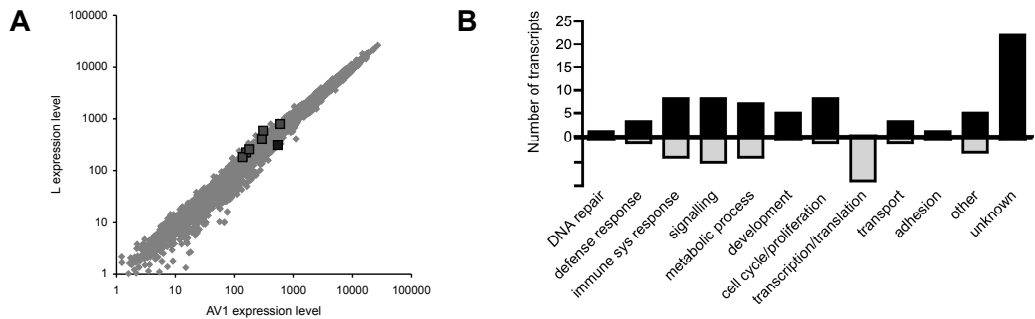 A
100000
10000
1000
100
10
1
L expression level
1
10
100
1000
10000
100000
AV1 expression level
B
25
20
15
10
5
0
Number of transcripts
DNA repair
defense response
immune sys response
signalling
metabolic process
development
cell cycle/proliferation
transcription/translation
transport
adhesion
other
unknown